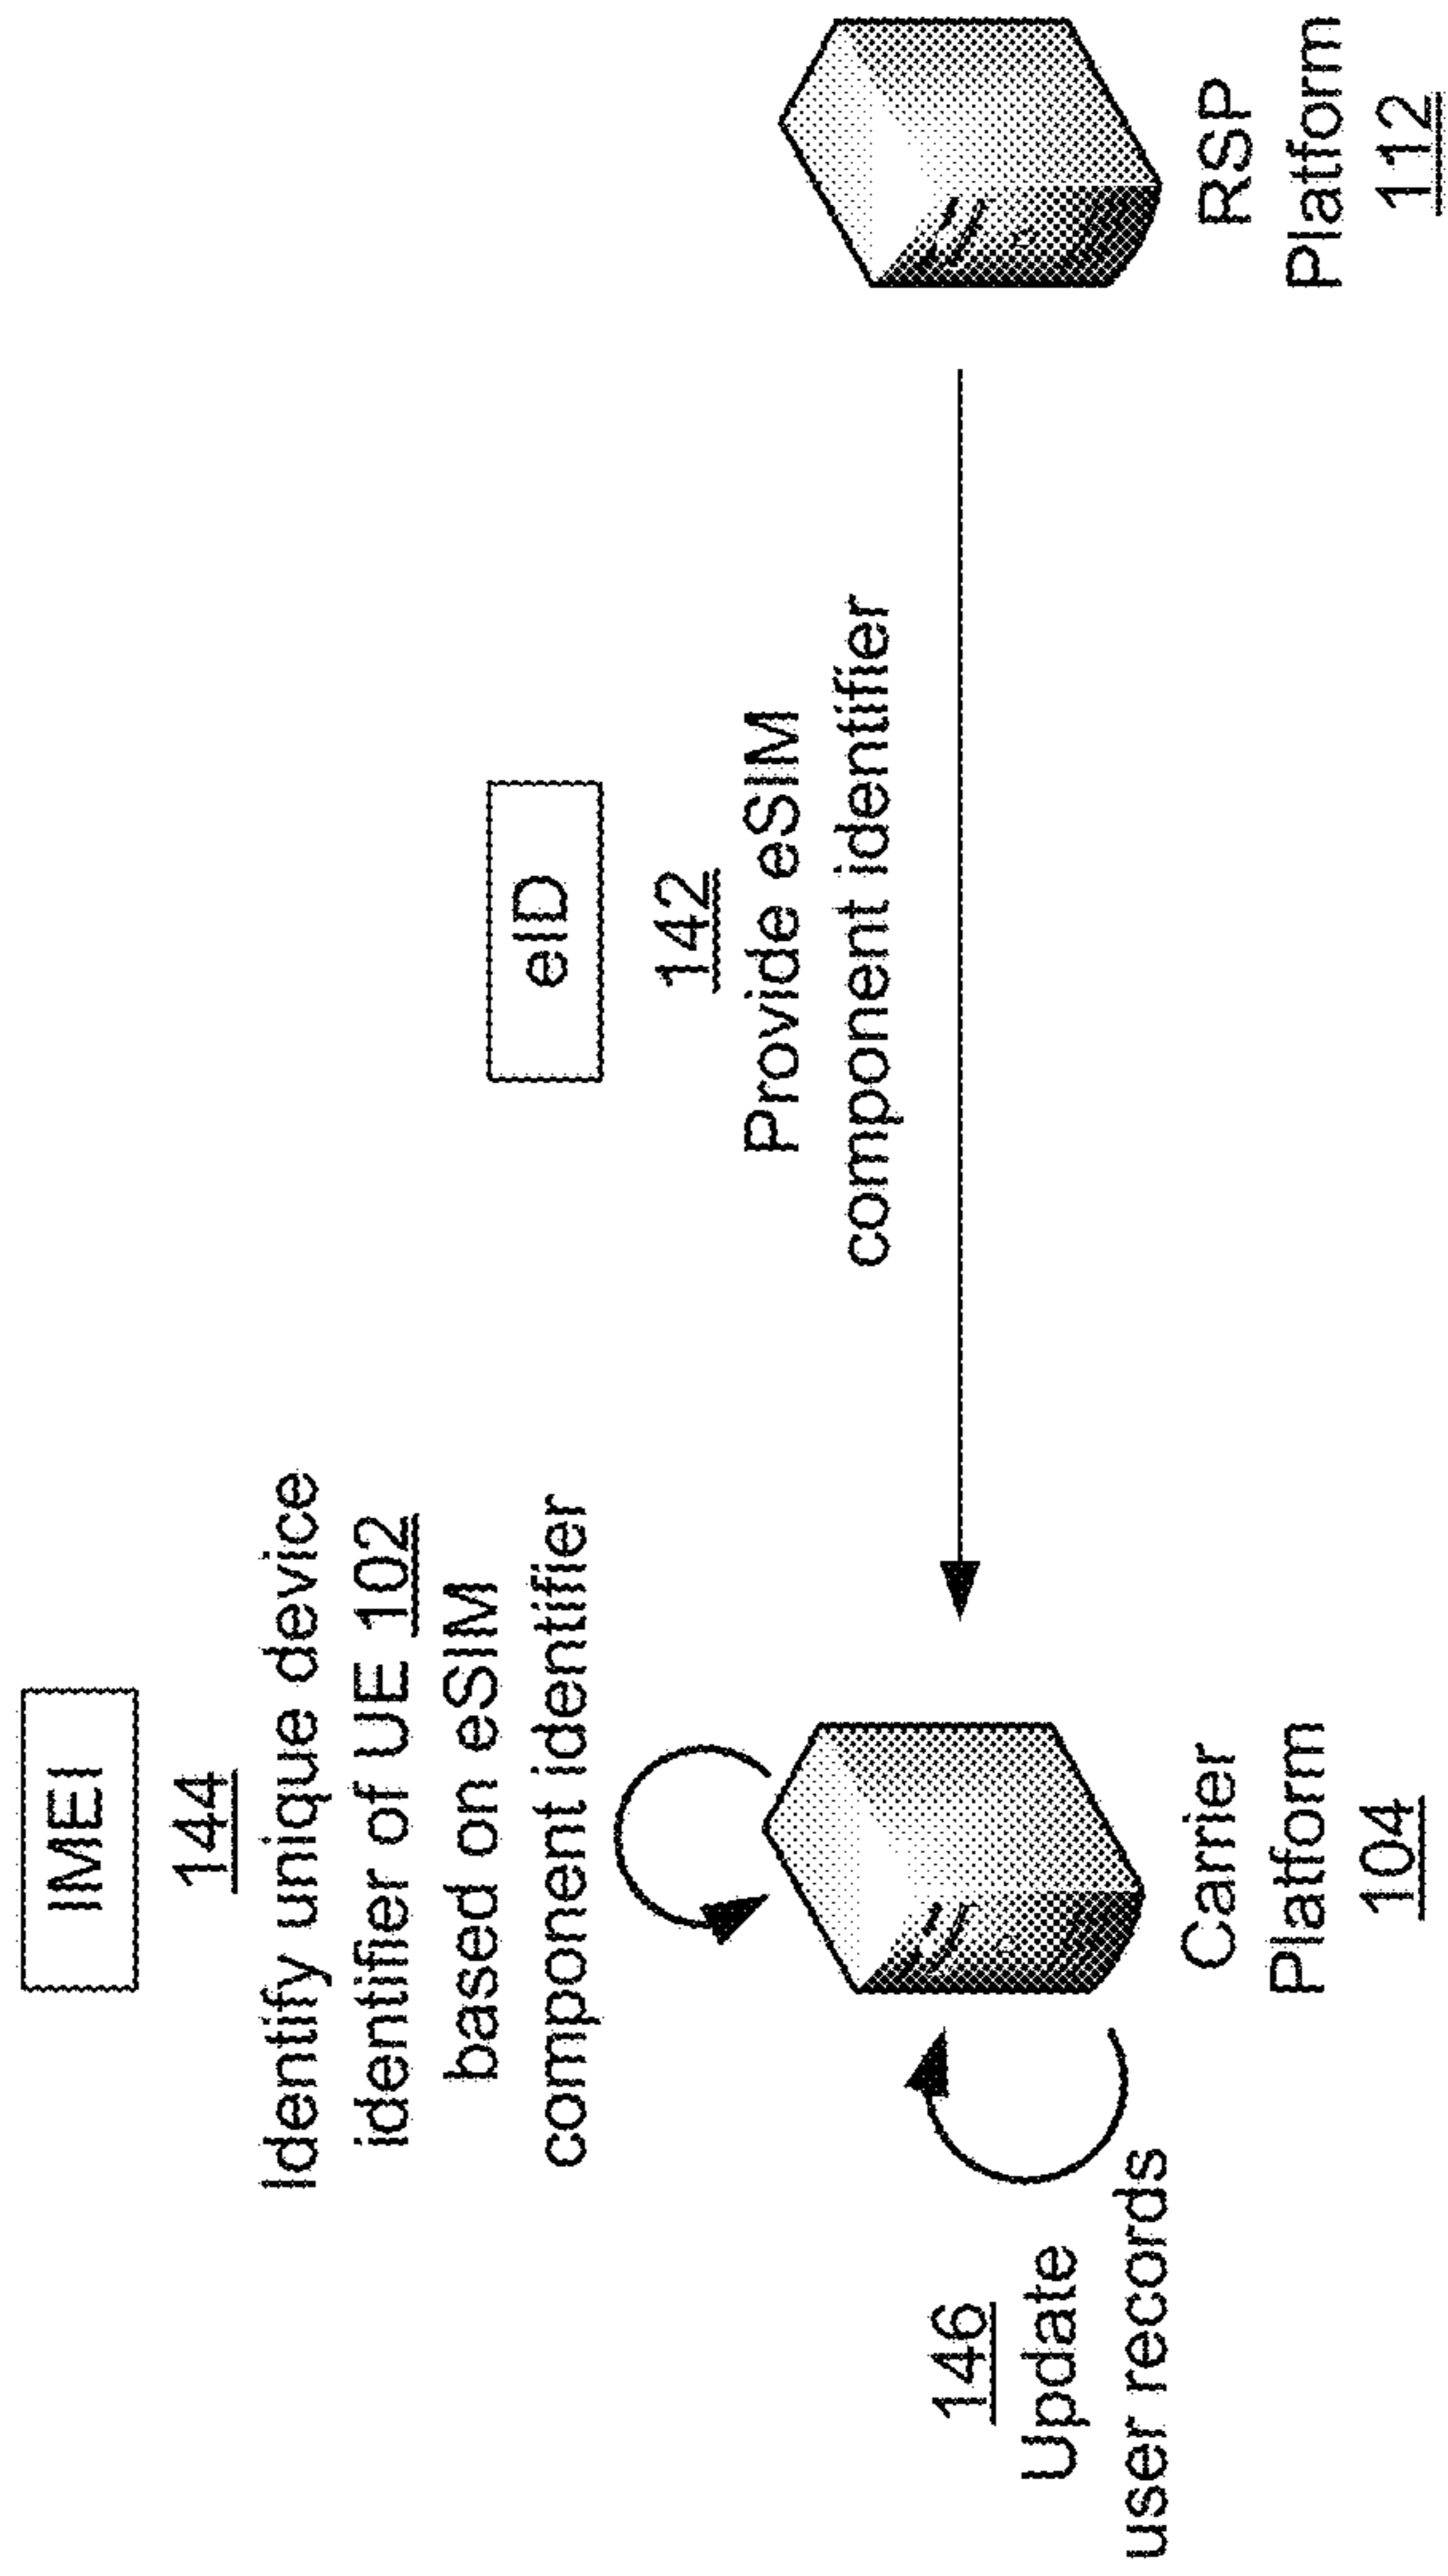 IMEI
144
Identify unique device
identifier of UE 102
based on eSIM
component identifier
eID
142
Provide eSIM
component identifier
146
Update
user records
Carrier
Platform
104
RSP
Platform
112